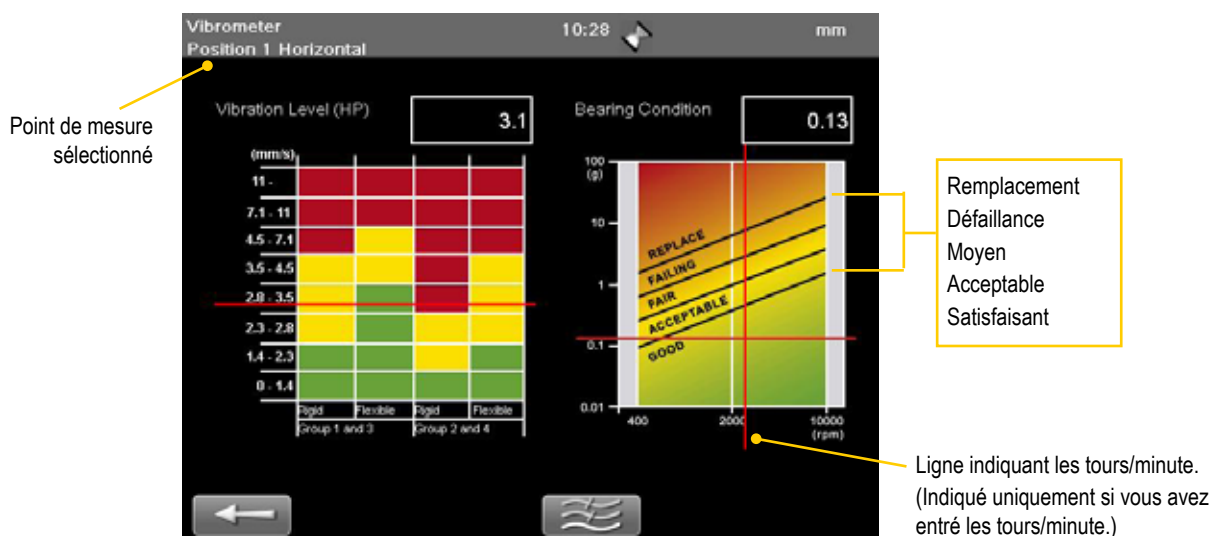 Vibrometer
Position 1 Horizontal
10:28
mm
Point de mesure
sélectionné
Vibration Level (HP)
3.1
(mm/s)
11 -
7.1 - 11
4.5 - 7.1
3.5 - 4.5
2.8 - 3.5
2.3 - 2.8
1.4 - 2.3
0 - 1.4
Rigid Flexible Rigid Flexible
Group 1 and 3 Group 2 and 4
Bearing Condition
0.13
100
(g)
10
1
0.1
0.01
REPLACE
FAILING
FAIR
ACCEPTABLE
GOOD
400 2000 10000
(rpm)
Remplacement
Défaillance
Moyen
Acceptable
Satisfaisant
Ligne indiquant les tours/minute.
(Indiqué uniquement si vous avez
entré les tours/minute.)